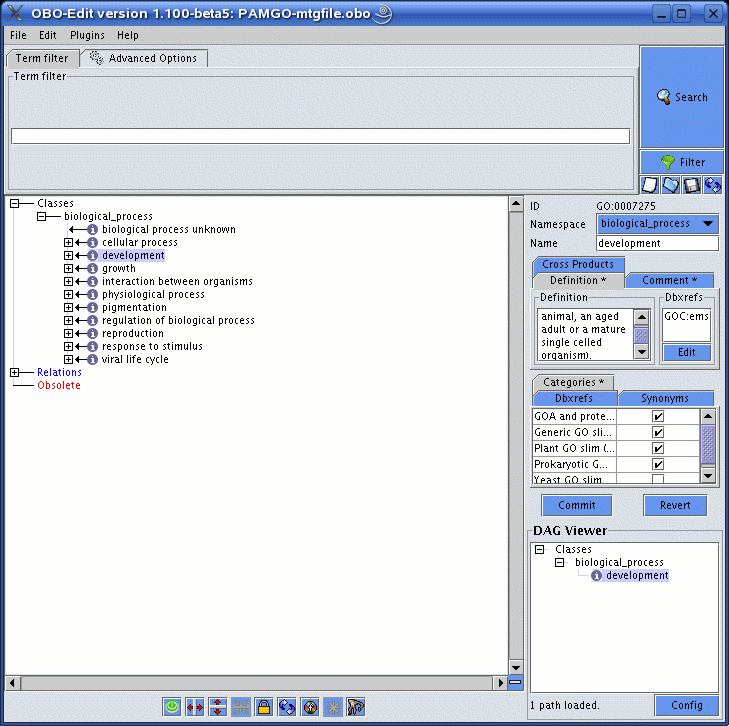 OBO-Edit version 1.100-beta5: PAMGO-mtgfile.obo
File Edit Plugins Help
Term filter Advanced Options
Term filter
Search
Filter
Classes
biological_process
biological process unknown
cellular process
development
growth
interaction between organisms
physiological process
pigmentation
regulation of biological process
reproduction
response to stimulus
viral life cycle
Relations
Obsolete
ID GO:0007275
Namespace biological_process
Name development
Cross Products
Definition * Comment *
Definition
animal, an aged
adult or a mature
single celled
organism).
Dbxrefs
GOC:ems
Edit
Categories *
Dbxrefs Synonyms
GOA and prote...
Generic GO sli...
Plant GO slim (...
Prokaryotic G...
Yeast GO slim
Commit Revert
DAG Viewer
Classes
biological_process
development
1 path loaded. Config